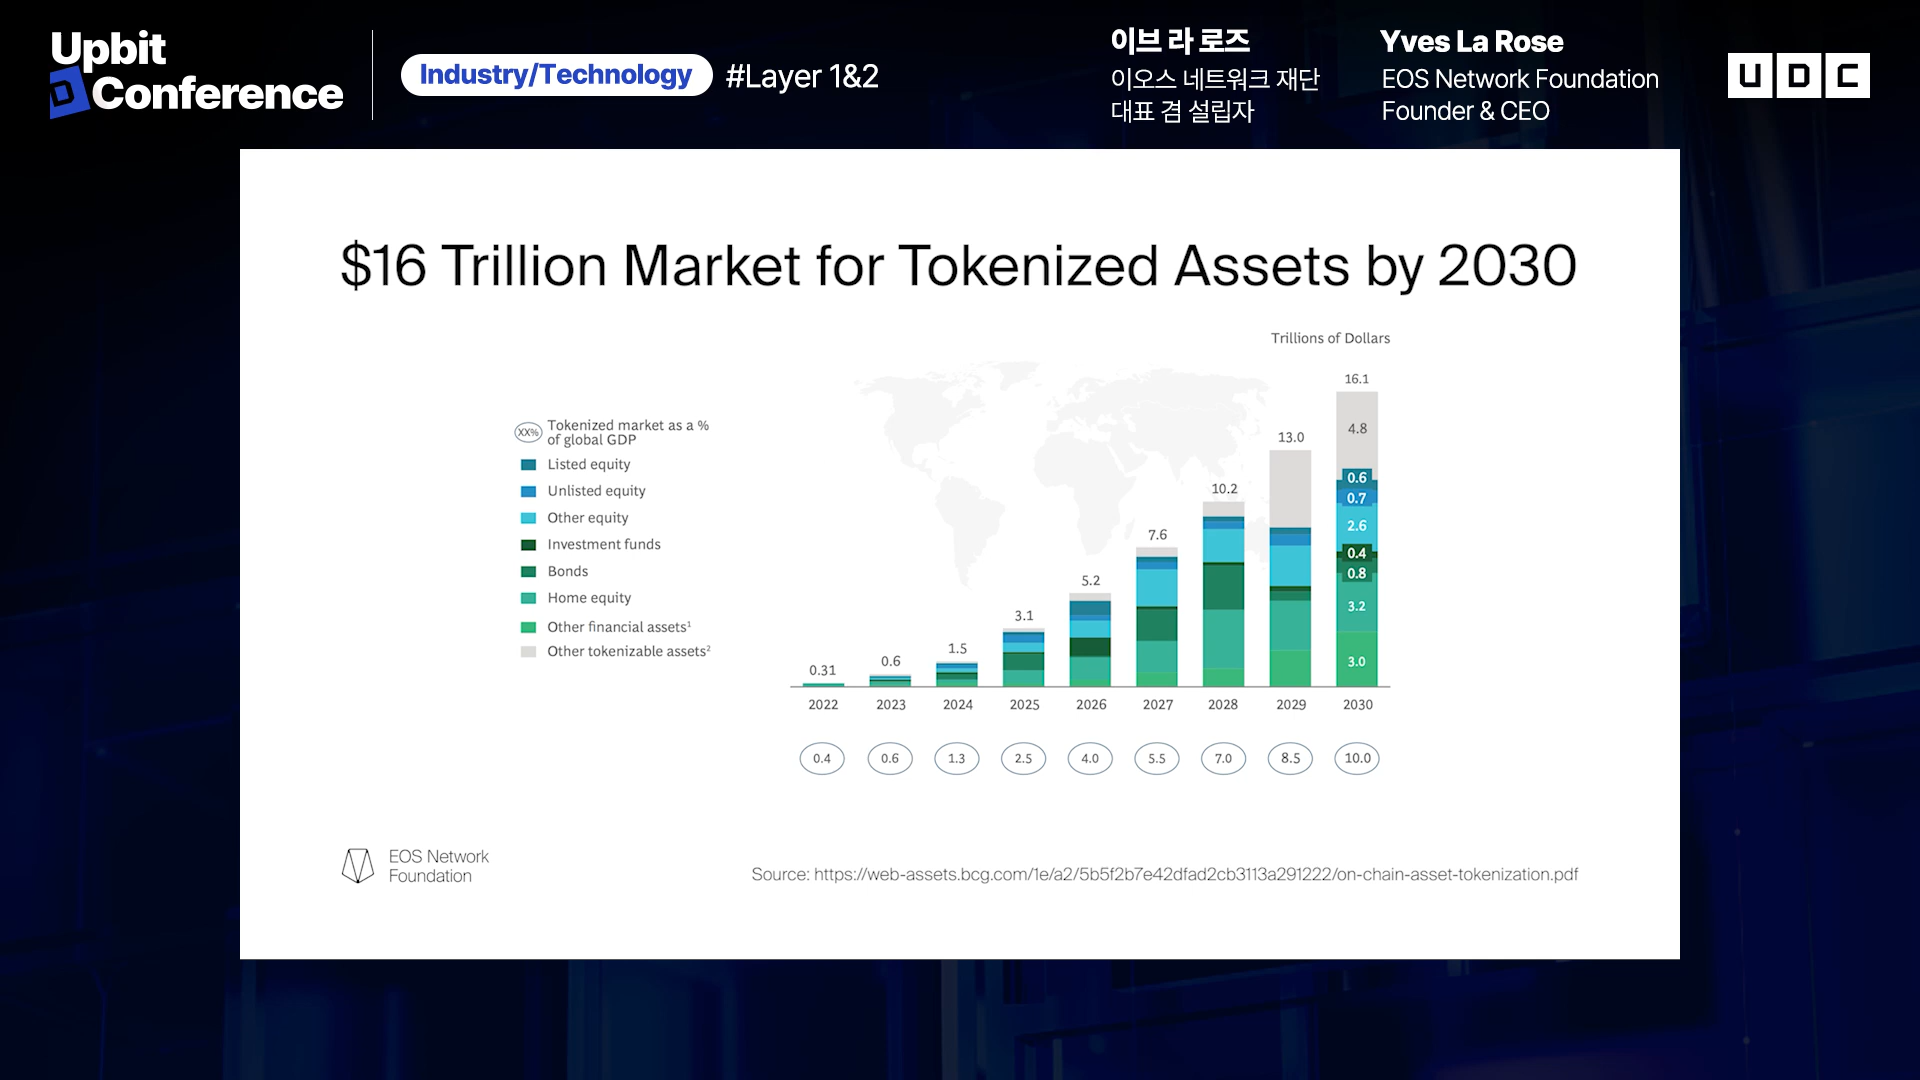 Upbit
D Conference
Industry/Technology #Layer 1&2
이브 라 로즈
이오스 네트워크 재단
대표 겸 설립자
Yves La Rose
EOS Network Foundation
Founder & CEO
UDC
$16 Trillion Market for Tokenized Assets by 2030
Trillions of Dollars
XX% Tokenized market as a %
of global GDP
Listed equity
Unlisted equity
Other equity
Investment funds
Bonds
Home equity
Other financial assets¹
Other tokenizable assets²
0.31
0.6
1.5
3.1
5.2
7.6
10.2
13.0
16.1
4.8
0.6
0.7
2.6
0.4
0.8
3.2
3.0
2022 2023 2024 2025 2026 2027 2028 2029 2030
0.4 0.6 1.3 2.5 4.0 5.5 7.0 8.5 10.0
EOS Network
Foundation
Source: https://web-assets.bcg.com/1e/a2/5b5f2b7e42dfad2cb3113a291222/on-chain-asset-tokenization.pdf